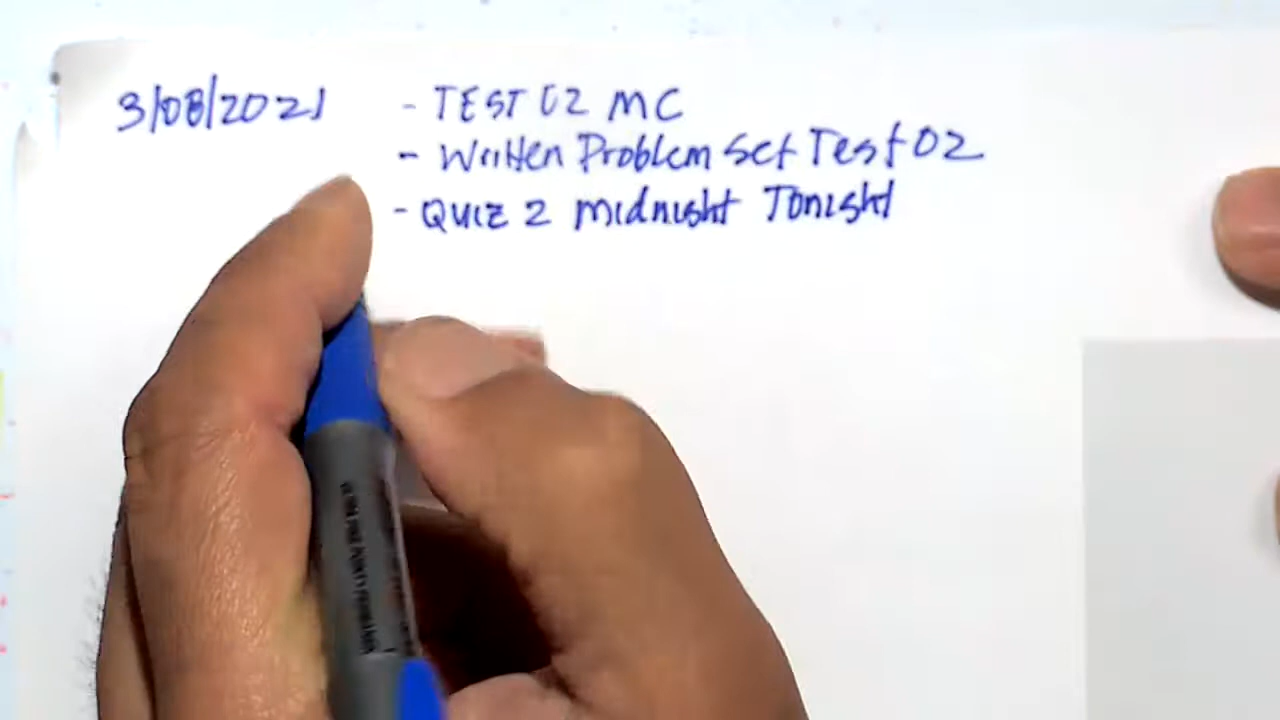 3/08/2021 - TEST 02 MC
- Written Problem Set Test 02
- QUIZ 2 Midnight Tonight